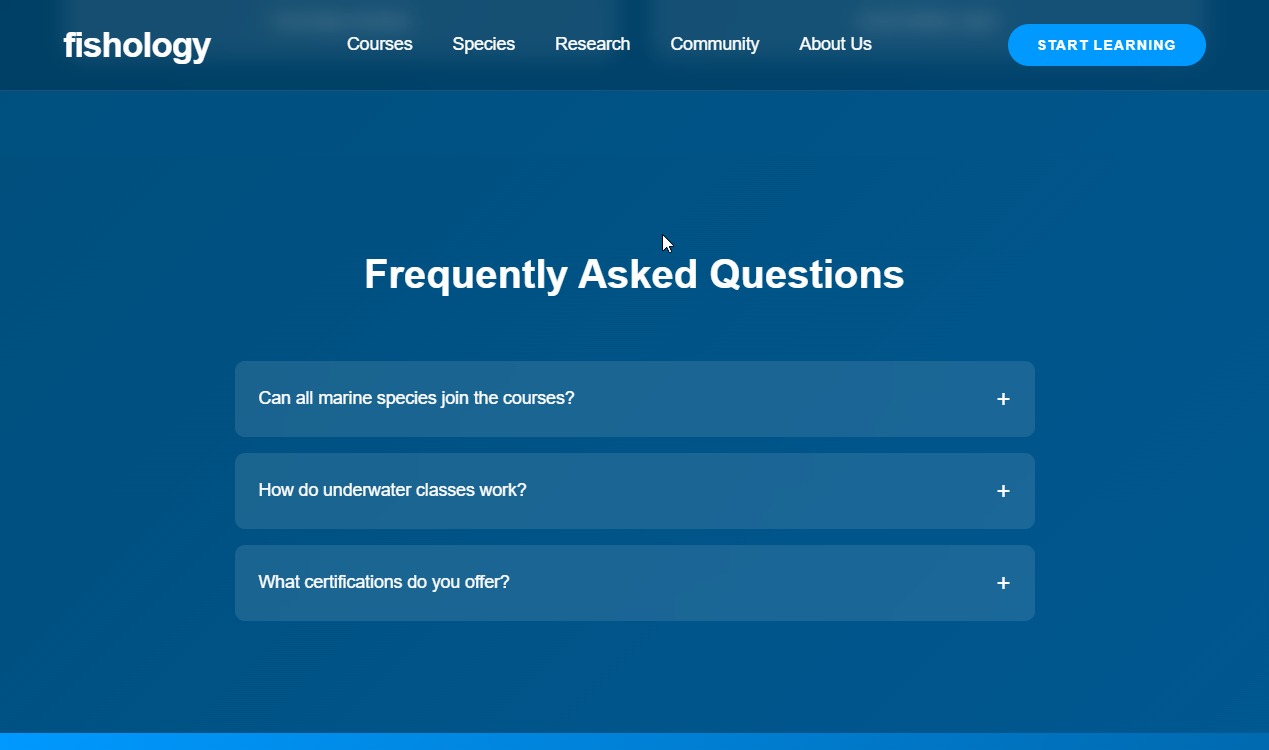 fishology
Courses
Species
Research
Community
About Us
START LEARNING
Frequently Asked Questions
Can all marine species join the courses?
+
How do underwater classes work?
+
What certifications do you offer?
+